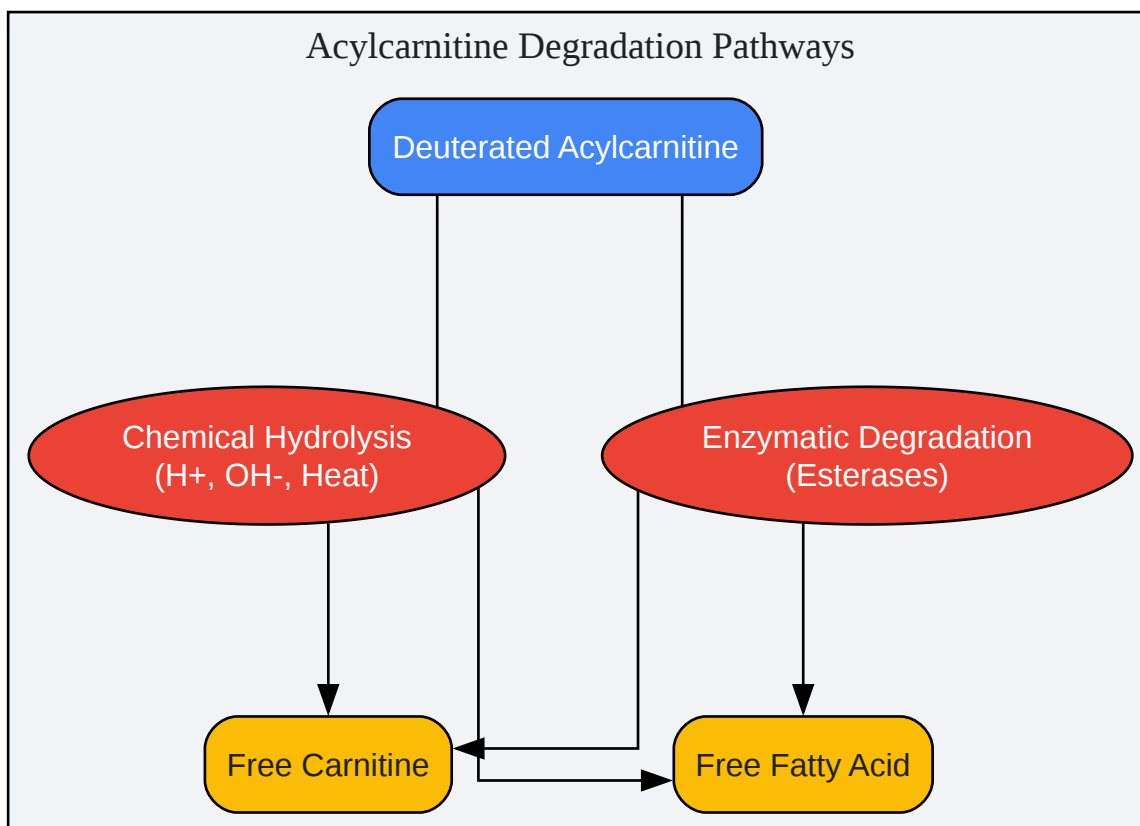 Acylcarnitine Degradation Pathways
Deuterated Acylcarnitine
Chemical Hydrolysis
(H+, OH-, Heat)
Enzymatic Degradation
(Esterases)
Free Carnitine
Free Fatty Acid